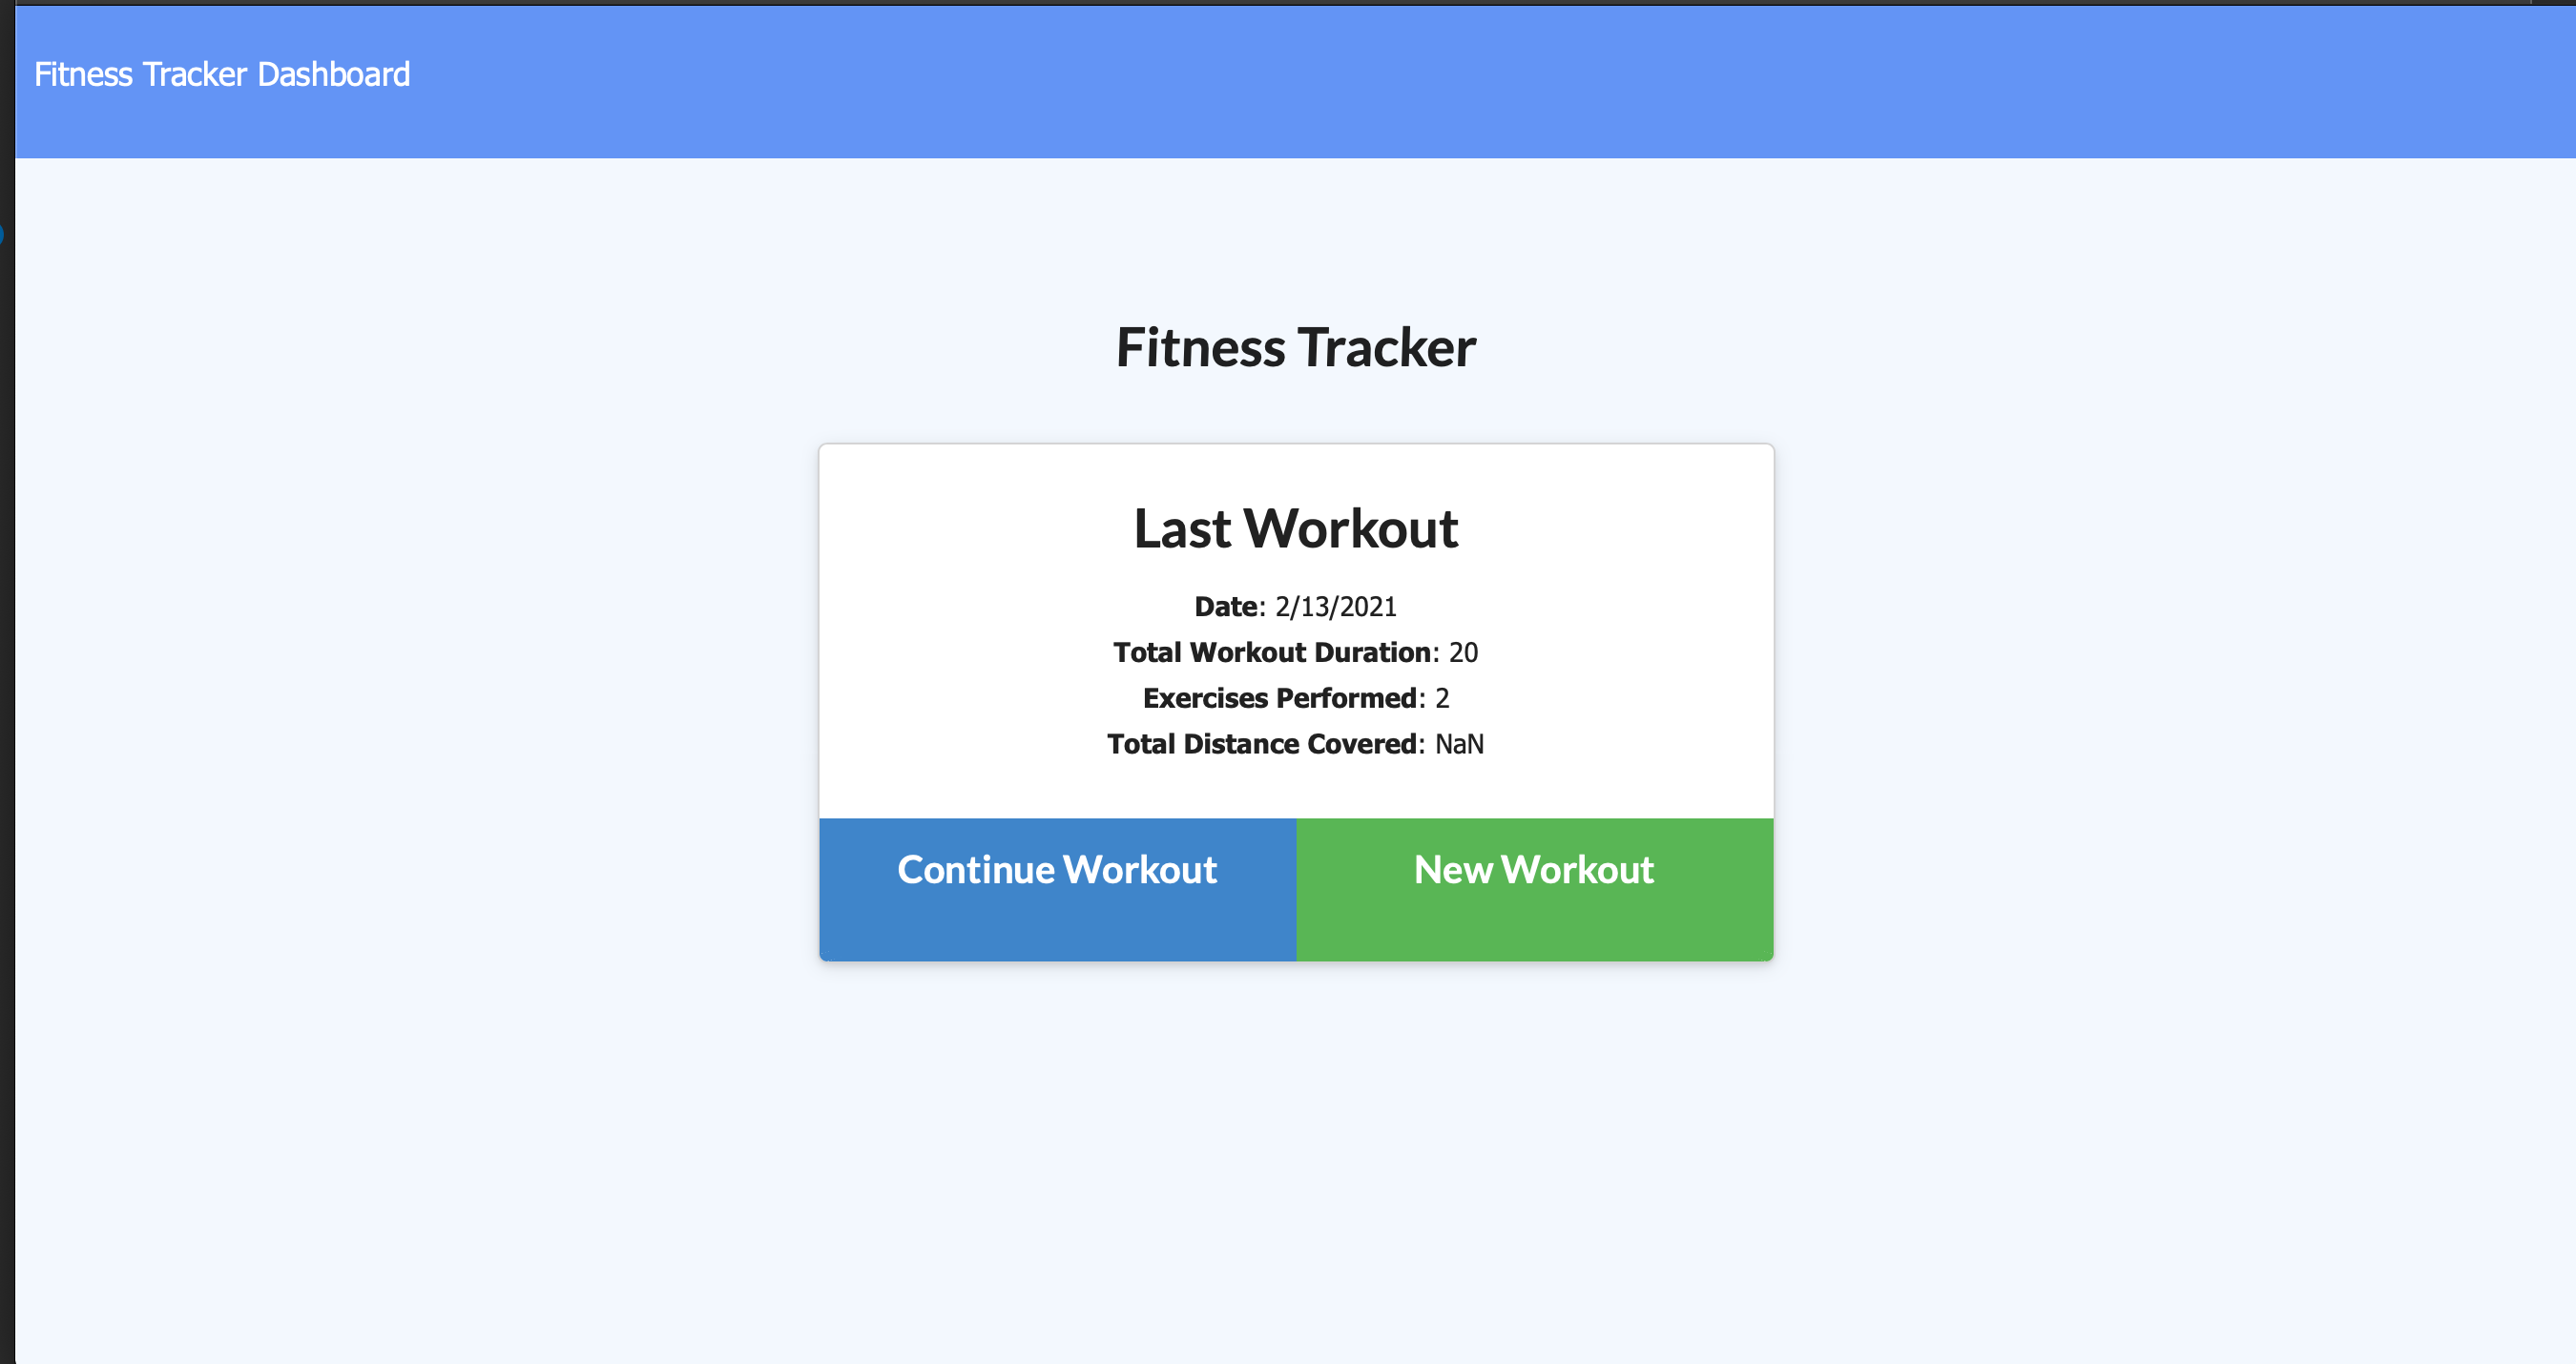 Fitness Tracker Dashboard
Fitness Tracker
Last Workout
Date: 2/13/2021
Total Workout Duration: 20
Exercises Performed: 2
Total Distance Covered: NaN
Continue Workout
New Workout